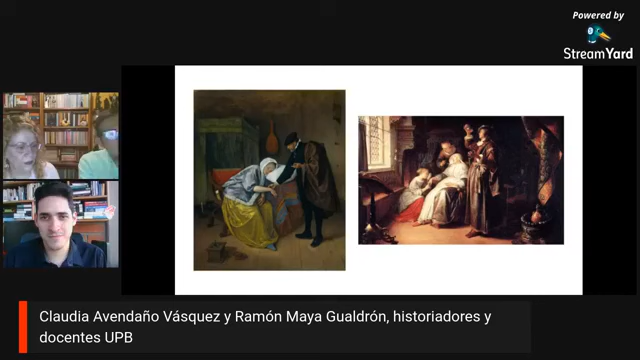 Powered by
StreamYard
Claudia Avendaño Vásquez y Ramón Maya Gualdrón, historiadores y
docentes UPB